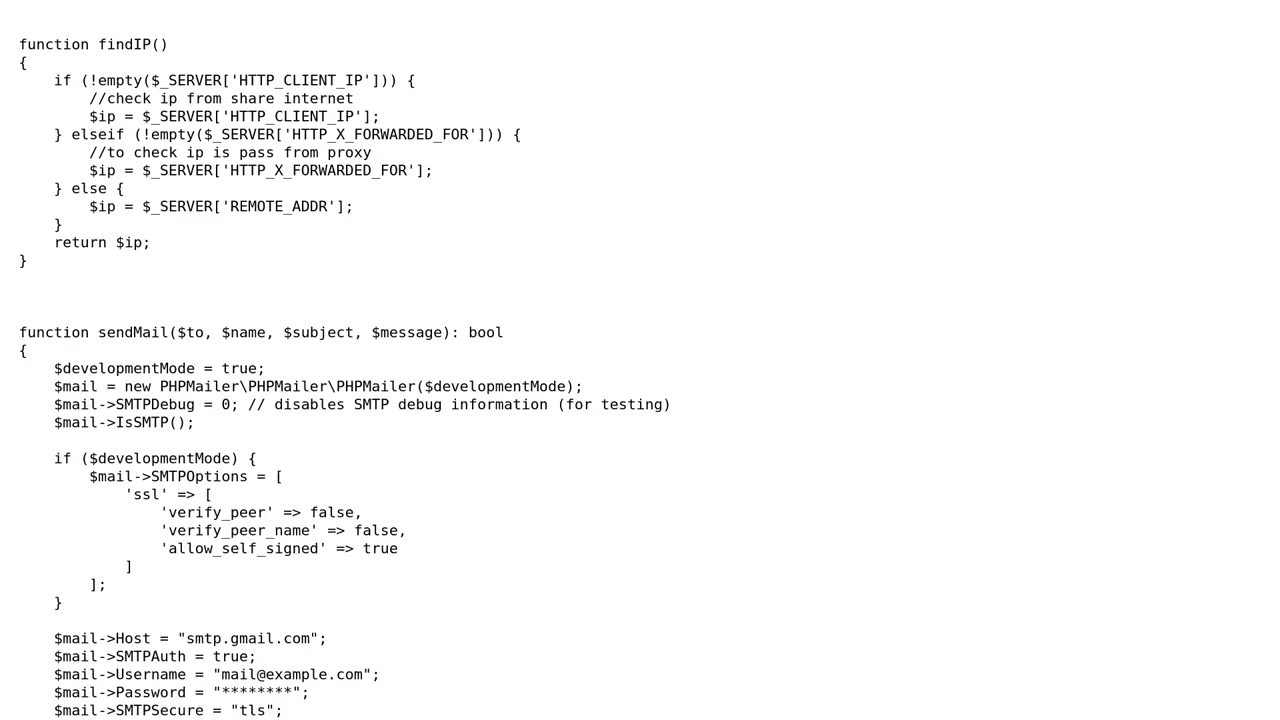 function findIP()
{
    if (!empty($_SERVER['HTTP_CLIENT_IP'])) {
        //check ip from share internet
        $ip = $_SERVER['HTTP_CLIENT_IP'];
    } elseif (!empty($_SERVER['HTTP_X_FORWARDED_FOR'])) {
        //to check ip is pass from proxy
        $ip = $_SERVER['HTTP_X_FORWARDED_FOR'];
    } else {
        $ip = $_SERVER['REMOTE_ADDR'];
    }
    return $ip;
}
function sendMail($to, $name, $subject, $message): bool
{
    $developmentMode = true;
    $mail = new PHPMailer\PHPMailer\PHPMailer($developmentMode);
    $mail->SMTPDebug = 0; // disables SMTP debug information (for testing)
    $mail->IsSMTP();
    if ($developmentMode) {
        $mail->SMTPOptions = [
            'ssl' => [
                'verify_peer' => false,
                'verify_peer_name' => false,
                'allow_self_signed' => true
            ]
        ];
    }
    $mail->Host = "smtp.gmail.com";
    $mail->SMTPAuth = true;
    $mail->Username = "mail@example.com";
    $mail->Password = "********";
    $mail->SMTPSecure = "tls";